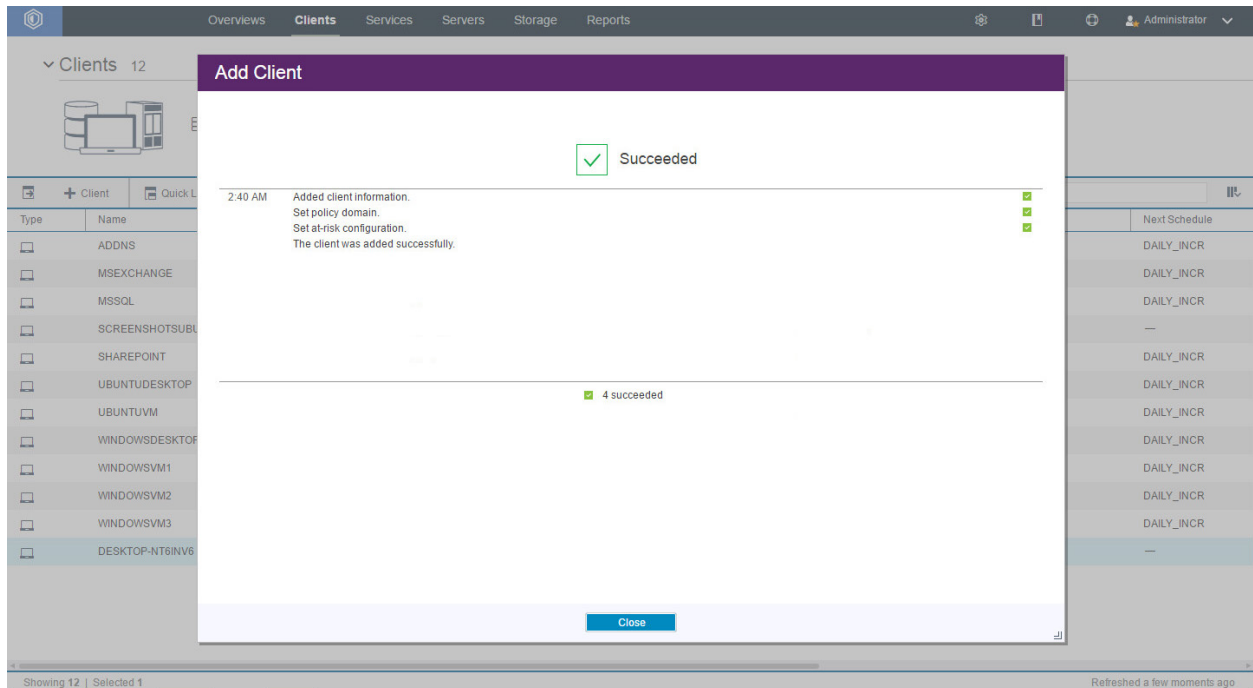 Overviews Clients Services Servers Storage Reports Administrator
Clients 12
Add Client
Succeeded
+ Client Quick L
2:40 AM Added client information.
Set policy domain.
Set at-risk configuration.
The client was added successfully.
4 succeeded
Close
Type Name Next Schedule
ADDNS DAILY_INCR
MSEXCHANGE DAILY_INCR
MSSQL DAILY_INCR
SCREENSHOTSUBU —
SHAREPOINT DAILY_INCR
UBUNTUDESKTOP DAILY_INCR
UBUNTUVM DAILY_INCR
WINDOWSDESKTOP DAILY_INCR
WINDOWSVM1 DAILY_INCR
WINDOWSVM2 DAILY_INCR
WINDOWSVM3 DAILY_INCR
DESKTOP-NT6INV6 —
Showing 12 | Selected 1 Refreshed a few moments ago